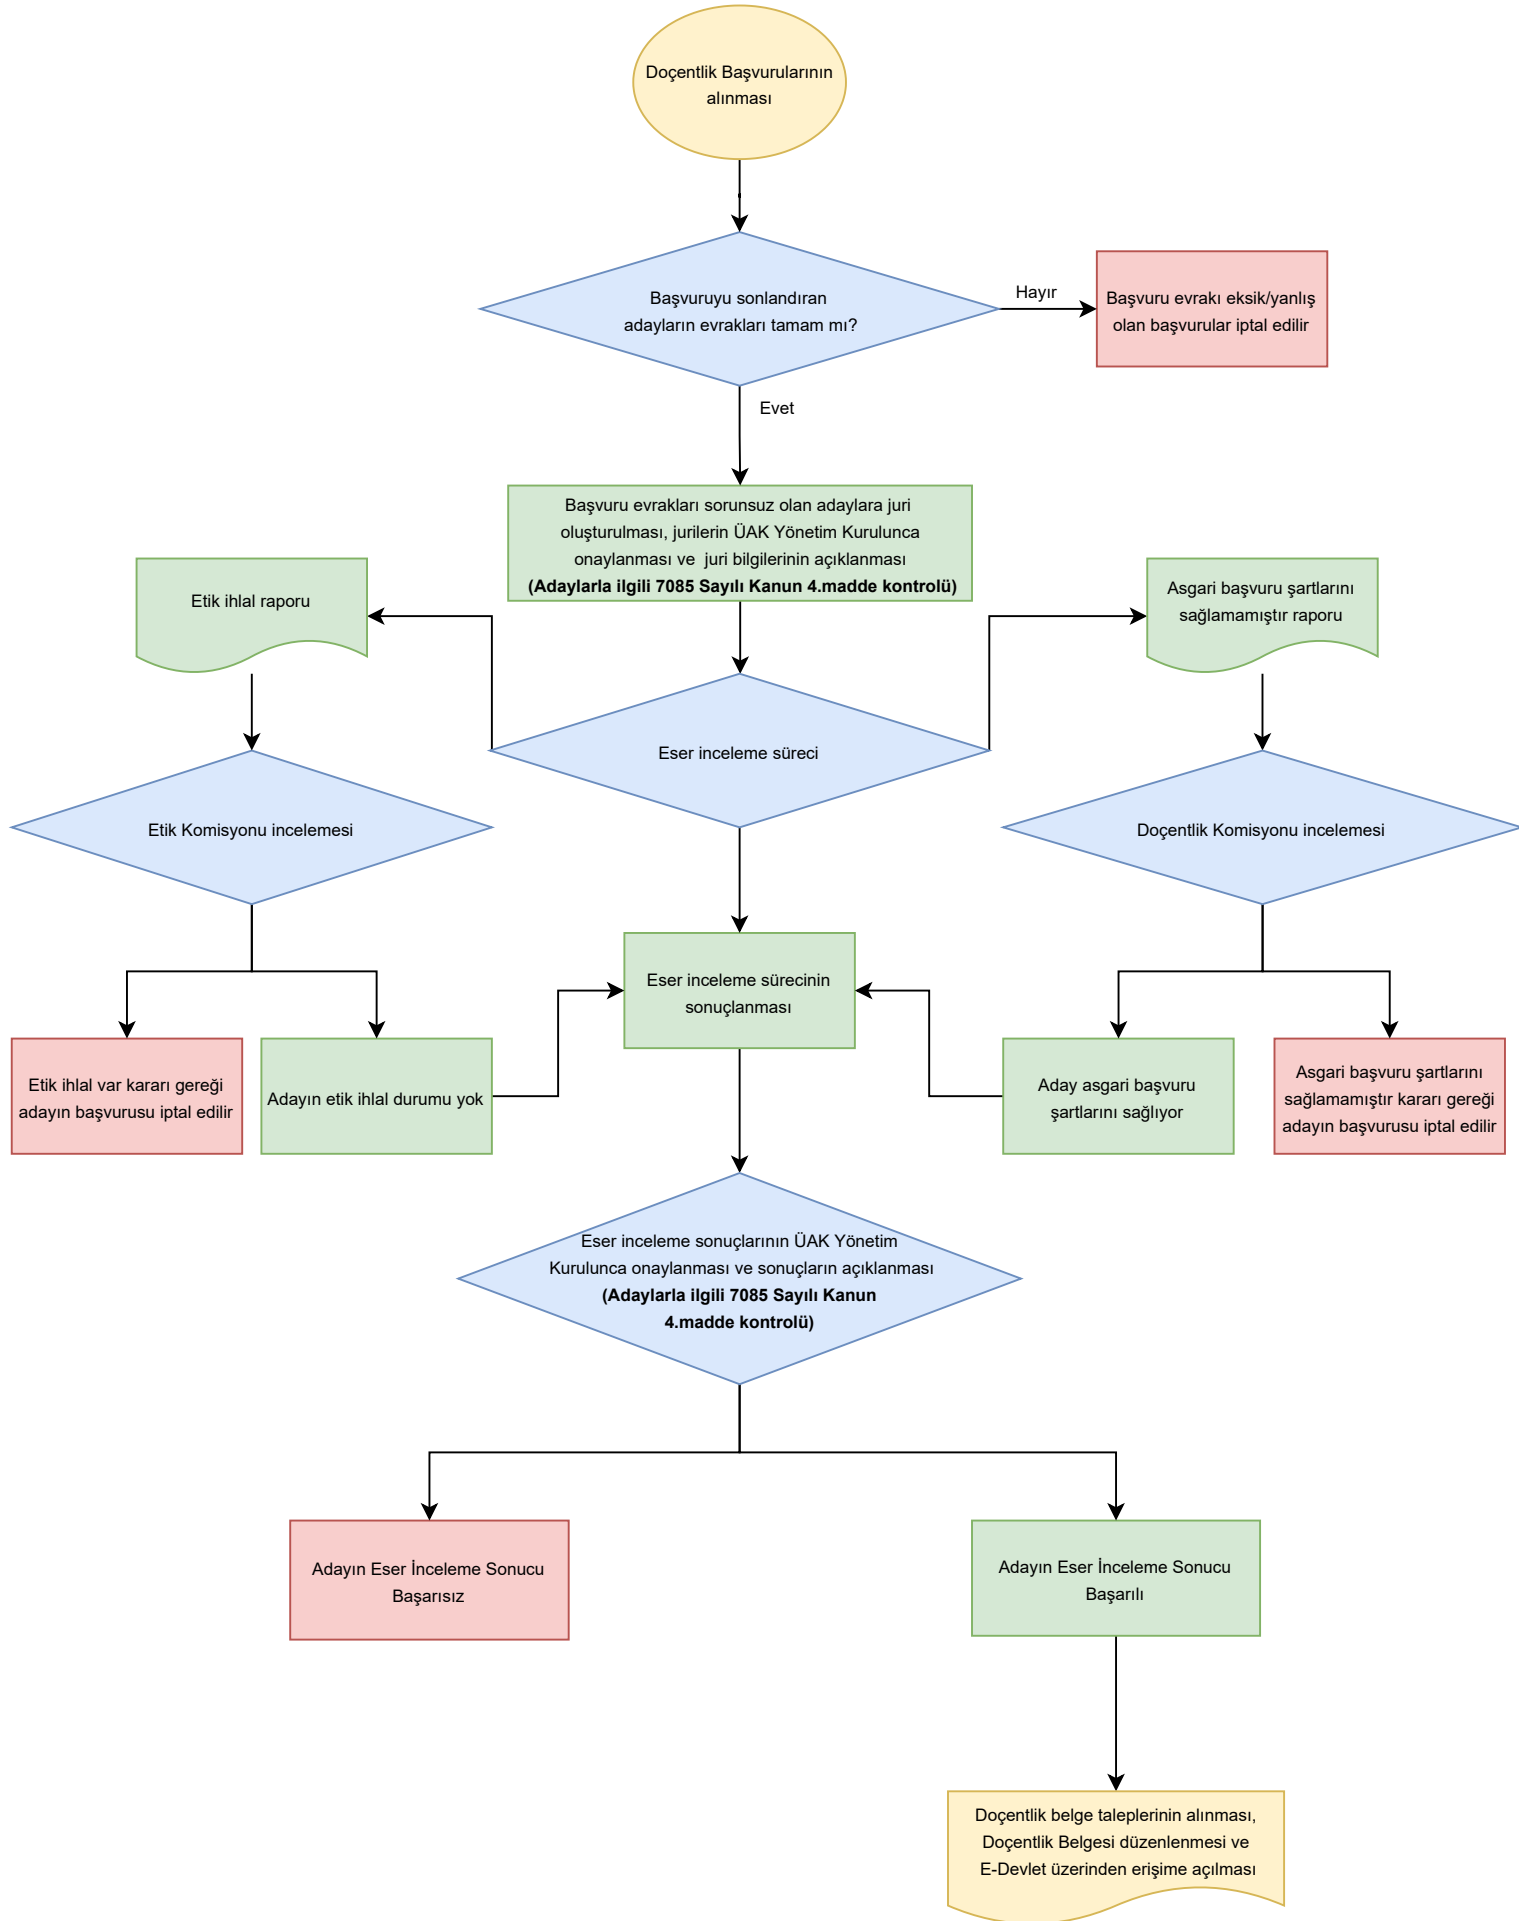 Doçentlik Başvurularının
alınması
Başvuruyu sonlandıran
adayların evrakları tamam mı?
Hayır
Başvuru evrakı eksik/yanlış
olan başvurular iptal edilir
Evet
Başvuru evrakları sorunsuz olan adaylara juri
oluşturulması, jurilerin ÜAK Yönetim Kurulunca
onaylanması ve juri bilgilerinin açıklanması
(Adaylarla ilgili 7085 Sayılı Kanun 4.madde kontrolü)
Etik ihlal raporu
Asgari başvuru şartlarını
sağlamamıştır raporu
Eser inceleme süreci
Etik Komisyonu incelemesi
Doçentlik Komisyonu incelemesi
Eser inceleme sürecinin
sonuçlanması
Etik ihlal var kararı gereği
adayın başvurusu iptal edilir
Adayın etik ihlal durumu yok
Aday asgari başvuru
şartlarını sağlıyor
Asgari başvuru şartlarını
sağlamamıştır kararı gereği
adayın başvurusu iptal edilir
Eser inceleme sonuçlarının ÜAK Yönetim
Kurulunca onaylanması ve sonuçların açıklanması
(Adaylarla ilgili 7085 Sayılı Kanun
4.madde kontrolü)
Adayın Eser İnceleme Sonucu
Başarısız
Adayın Eser İnceleme Sonucu
Başarılı
Doçentlik belge taleplerinin alınması,
Doçentlik Belgesi düzenlenmesi ve
E-Devlet üzerinden erişime açılması